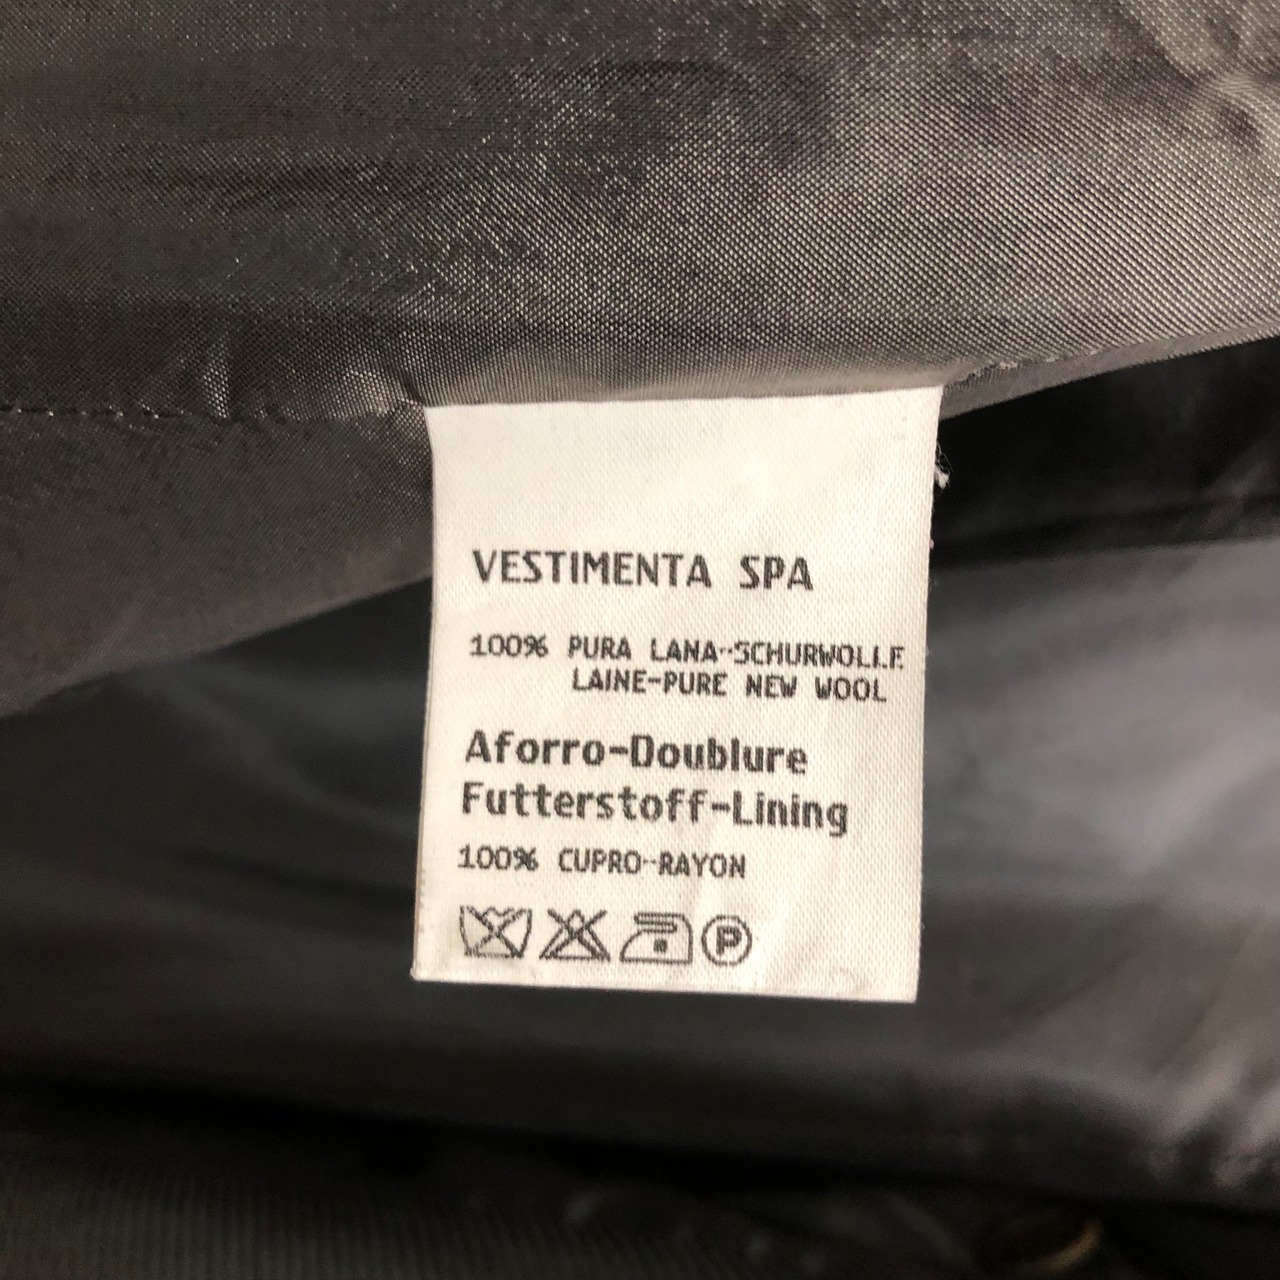 VESTIMENTA SPA
100% PURA LANA-SCHURWOLLE
LAINE-PURE NEW WOOL
Aforro-Doublure
Futterstoff-Lining
100% CUPRO-RAYON
P